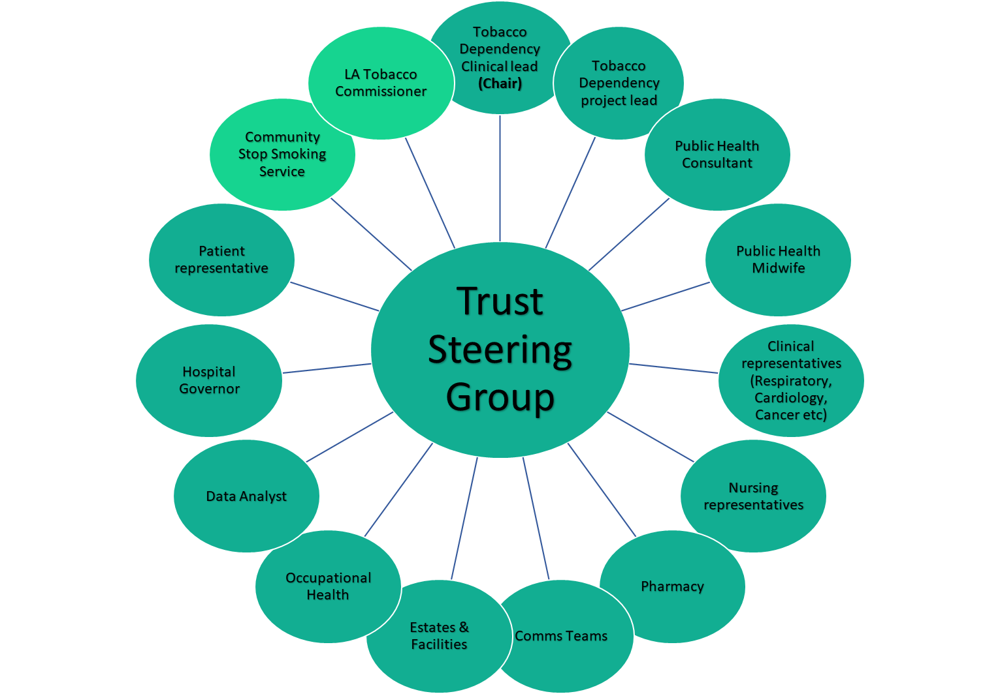 Tobacco
Dependency
Clinical lead
(Chair)
Tobacco
Dependency
project lead
Public Health
Consultant
Public Health
Midwife
Clinical
representatives
(Respiratory,
Cardiology,
Cancer etc)
Nursing
representatives
Pharmacy
Comms Teams
Estates &
Facilities
Occupational
Health
Data Analyst
Hospital
Governor
Patient
representative
Community
Stop Smoking
Service
LA Tobacco
Commissioner
Trust
Steering
Group